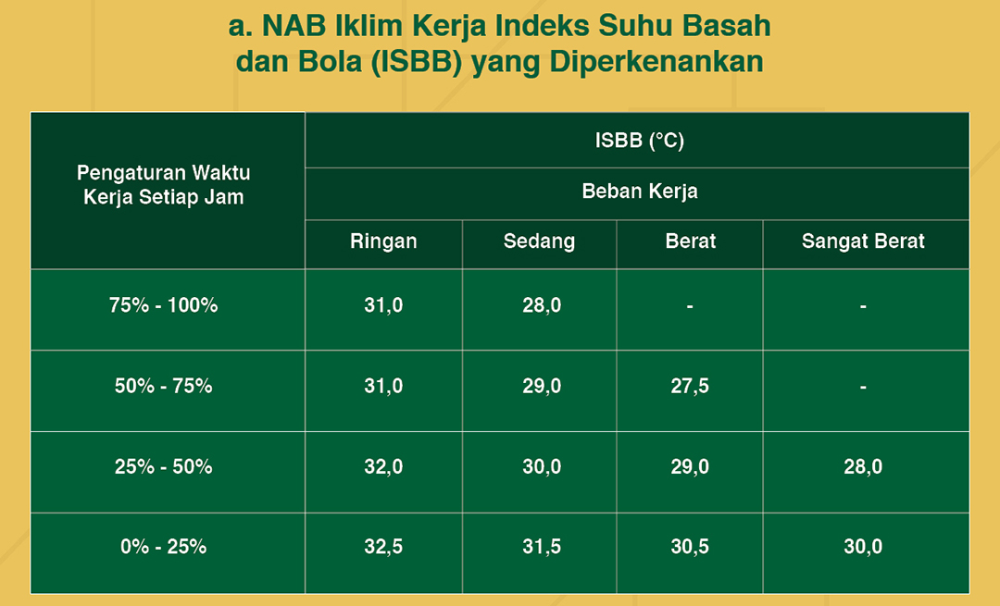 a. NAB Iklim Kerja Indeks Suhu Basah
dan Bola (ISBB) yang Diperkenankan
Pengaturan Waktu
Kerja Setiap Jam
ISBB (°C)
Beban Kerja
Ringan Sedang Berat Sangat Berat
75% - 100% 31,0 28,0 - -
50% - 75% 31,0 29,0 27,5 -
25% - 50% 32,0 30,0 29,0 28,0
0% - 25% 32,5 31,5 30,5 30,0